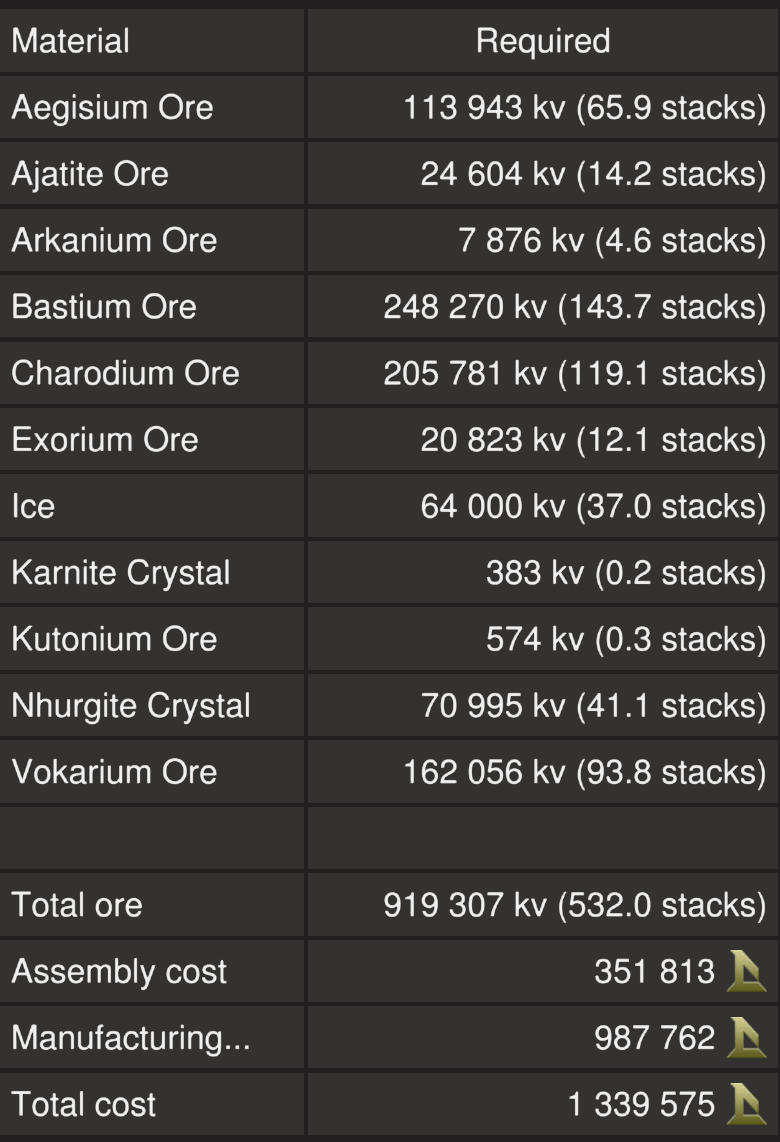 Material Required
Aegisium Ore 113 943 kv (65.9 stacks)
Ajatite Ore 24 604 kv (14.2 stacks)
Arkanium Ore 7 876 kv (4.6 stacks)
Bastium Ore 248 270 kv (143.7 stacks)
Charodium Ore 205 781 kv (119.1 stacks)
Exorium Ore 20 823 kv (12.1 stacks)
Ice 64 000 kv (37.0 stacks)
Karnite Crystal 383 kv (0.2 stacks)
Kutonium Ore 574 kv (0.3 stacks)
Nhurgite Crystal 70 995 kv (41.1 stacks)
Vokarium Ore 162 056 kv (93.8 stacks)
Total ore 919 307 kv (532.0 stacks)
Assembly cost 351 813
Manufacturing... 987 762
Total cost 1 339 575